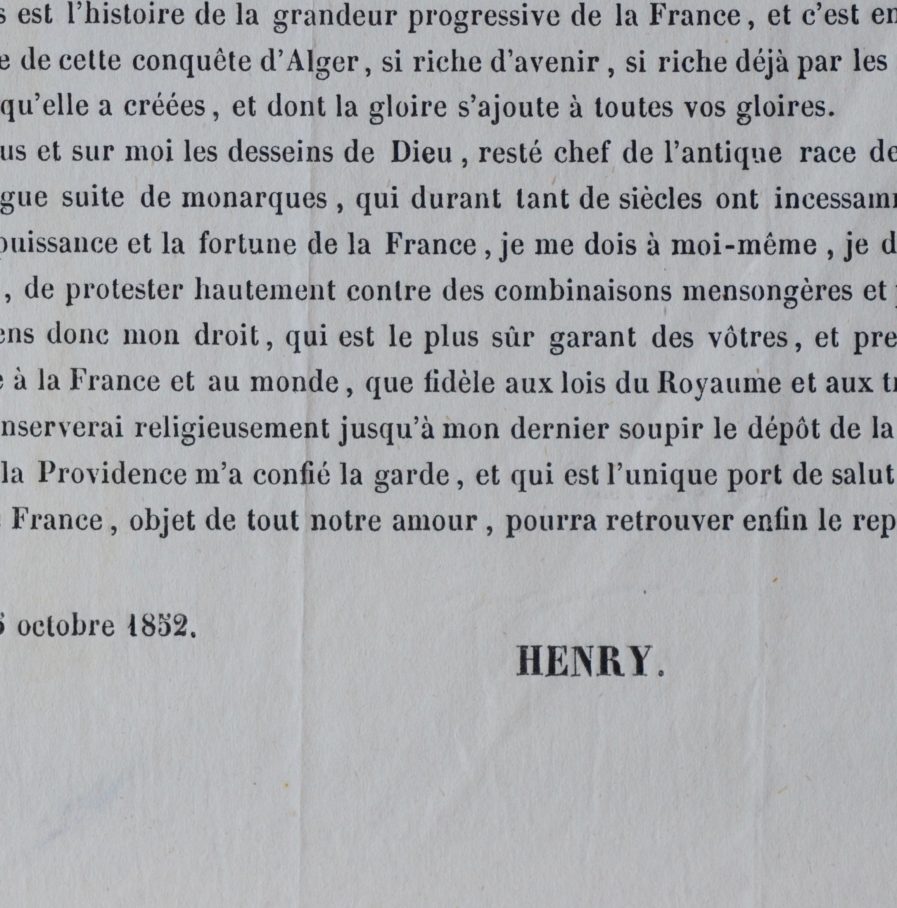 s est l'histoire de la grandeur progressive de la France, et c'est en
e de cette conquête d'Alger, si riche d'avenir, si riche déjà par les
qu'elle a créées, et dont la gloire s'ajoute à toutes vos gloires.
us et sur moi les desseins de Dieu, resté chef de l'antique race de
gue suite de monarques, qui durant tant de siècles ont incessam
puissance et la fortune de la France, je me dois à moi-même, je d
, de protester hautement contre des combinaisons mensongères et
ens donc mon droit, qui est le plus sûr garant des vôtres, et pre
e à la France et au monde, que fidèle aux lois du Royaume et aux tr
nserverai religieusement jusqu'à mon dernier soupir le dépôt de la
la Providence m'a confié la garde, et qui est l'unique port de salut
France, objet de tout notre amour, pourra retrouver enfin le rep
octobre 1852.
HENRY.